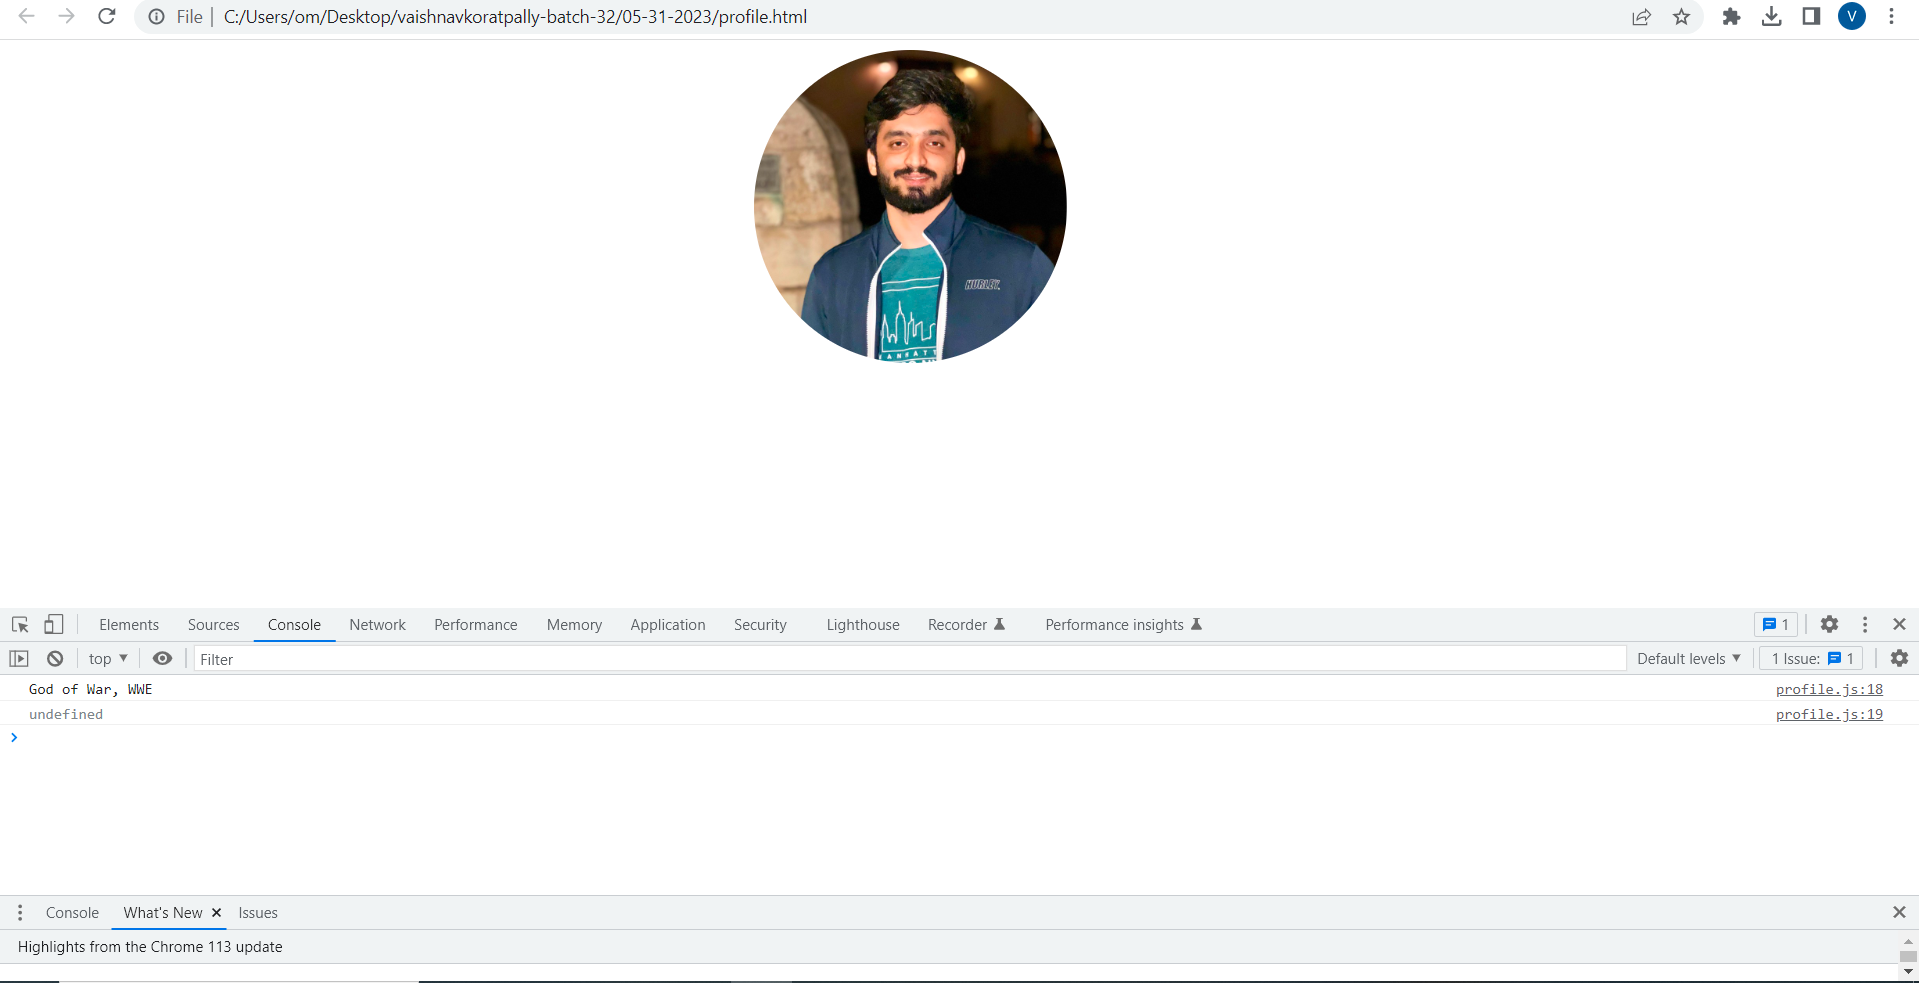 File | C:/Users/om/Desktop/vaishnavkoratpally-batch-32/05-31-2023/profile.html
V
HURLEY
Elements Sources Console Network Performance Memory Application Security Lighthouse Recorder Performance insights 1
top Filter Default levels 1 Issue: 1
God of War, WWE profile.js:18
undefined profile.js:19
Console What's New Issues
Highlights from the Chrome 113 update